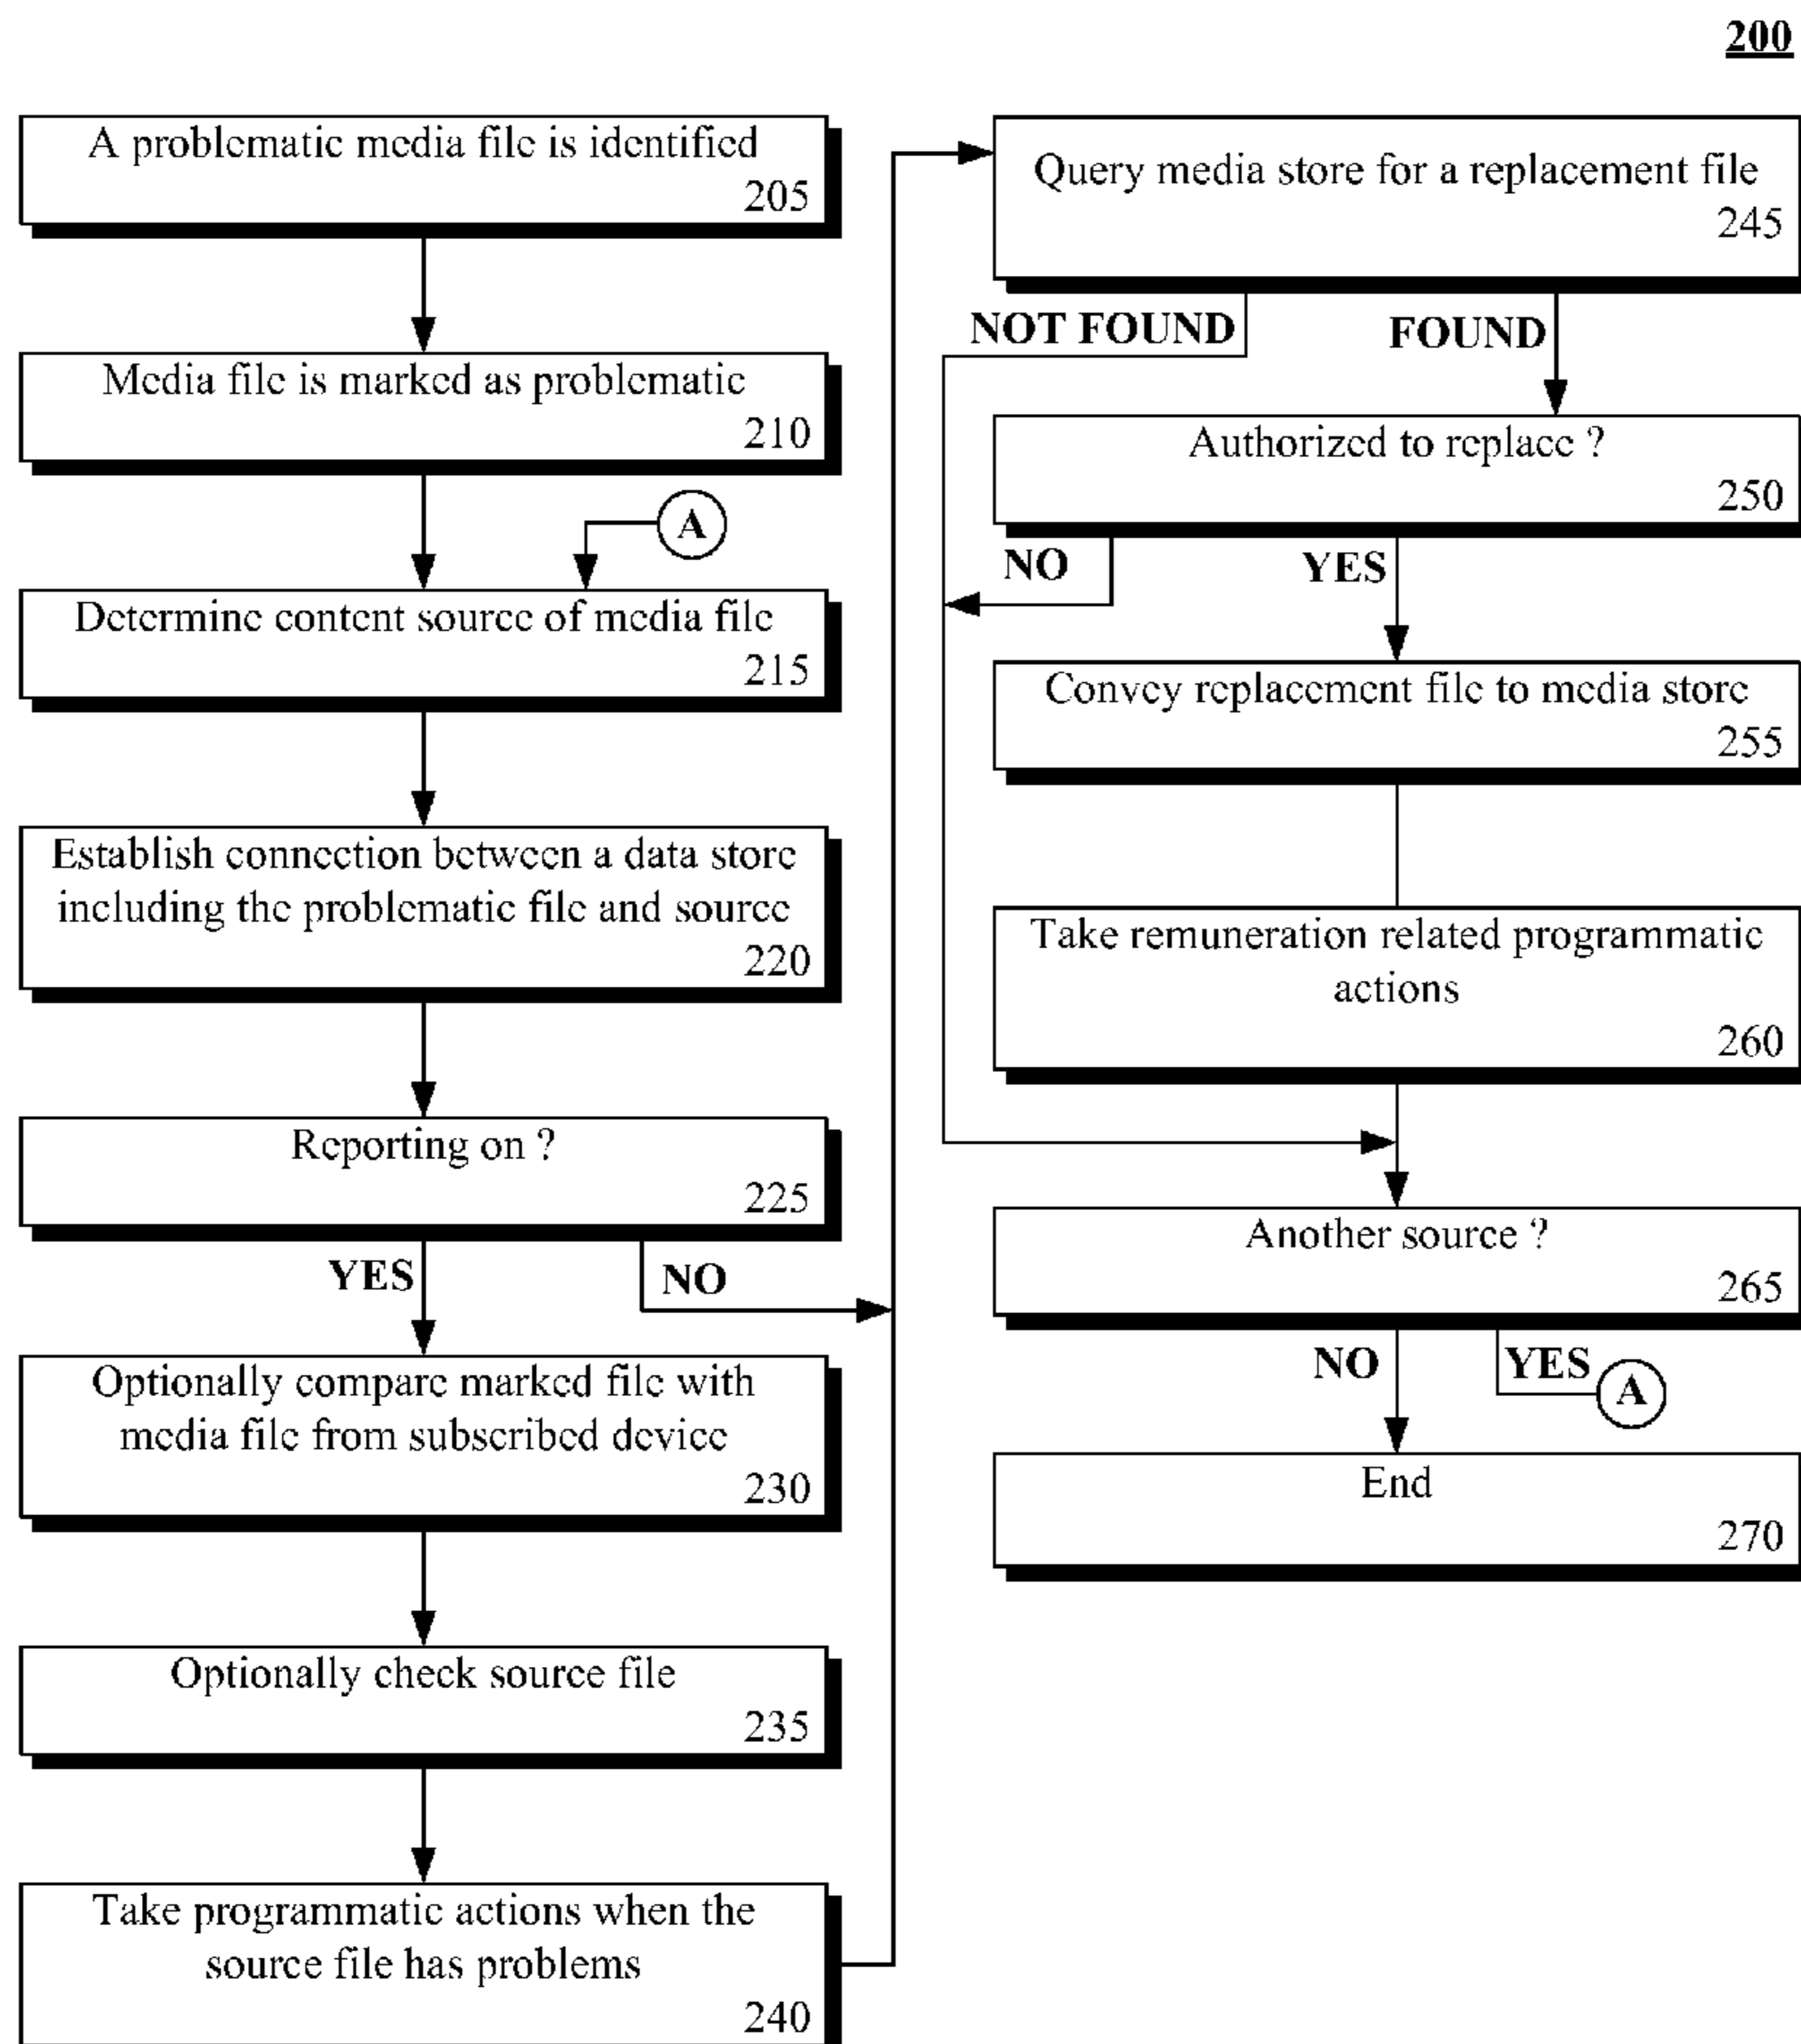 200
A problematic media file is identified
205
Media file is marked as problematic
210
A
Determine content source of media file
215
Establish connection between a data store
including the problematic file and source
220
Reporting on ?
225
YES
NO
Optionally compare marked file with
media file from subscribed device
230
Optionally check source file
235
Take programmatic actions when the
source file has problems
240
Query media store for a replacement file
245
NOT FOUND
FOUND
Authorized to replace ?
250
NO
YES
Convey replacement file to media store
255
Take remuneration related programmatic
actions
260
Another source ?
265
NO
YES
A
End
270